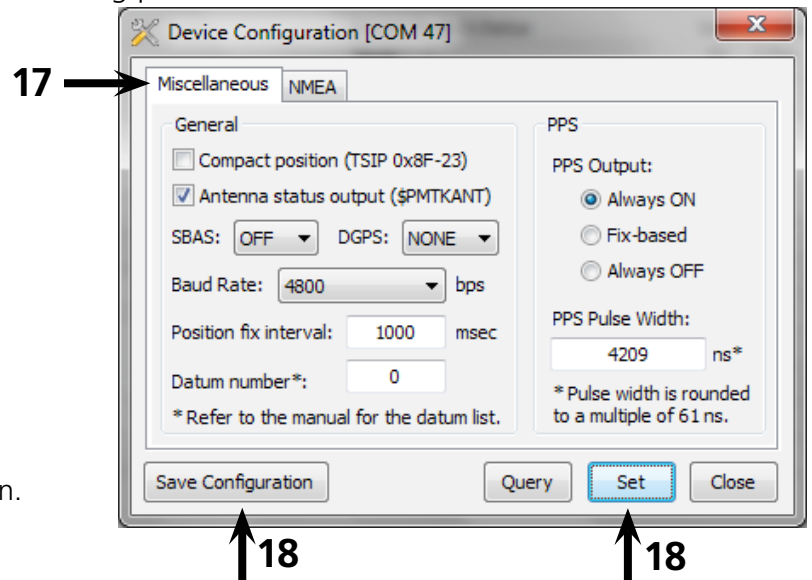 Device Configuration [COM 47]
17
Miscellaneous NMEA
General
Compact position (TSIP 0x8F-23)
Antenna status output ($PMTKANT)
SBAS: OFF DGPS: NONE
Baud Rate: 4800 bps
Position fix interval: 1000 msec
Datum number*: 0
* Refer to the manual for the datum list.
PPS
PPS Output:
Always ON
Fix-based
Always OFF
PPS Pulse Width:
4209 ns*
* Pulse width is rounded
to a multiple of 61 ns.
n.
Save Configuration Query Set Close
18 18